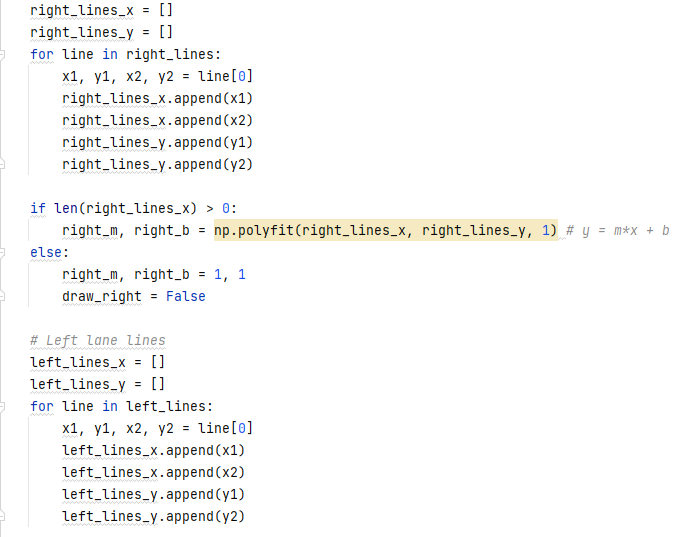 right_lines_x = []
right_lines_y = []
for line in right_lines:
    x1, y1, x2, y2 = line[0]
    right_lines_x.append(x1)
    right_lines_x.append(x2)
    right_lines_y.append(y1)
    right_lines_y.append(y2)

if len(right_lines_x) > 0:
    right_m, right_b = np.polyfit(right_lines_x, right_lines_y, 1) # y = m*x + b
else:
    right_m, right_b = 1, 1
    draw_right = False

# Left lane lines
left_lines_x = []
left_lines_y = []
for line in left_lines:
    x1, y1, x2, y2 = line[0]
    left_lines_x.append(x1)
    left_lines_x.append(x2)
    left_lines_y.append(y1)
    left_lines_y.append(y2)